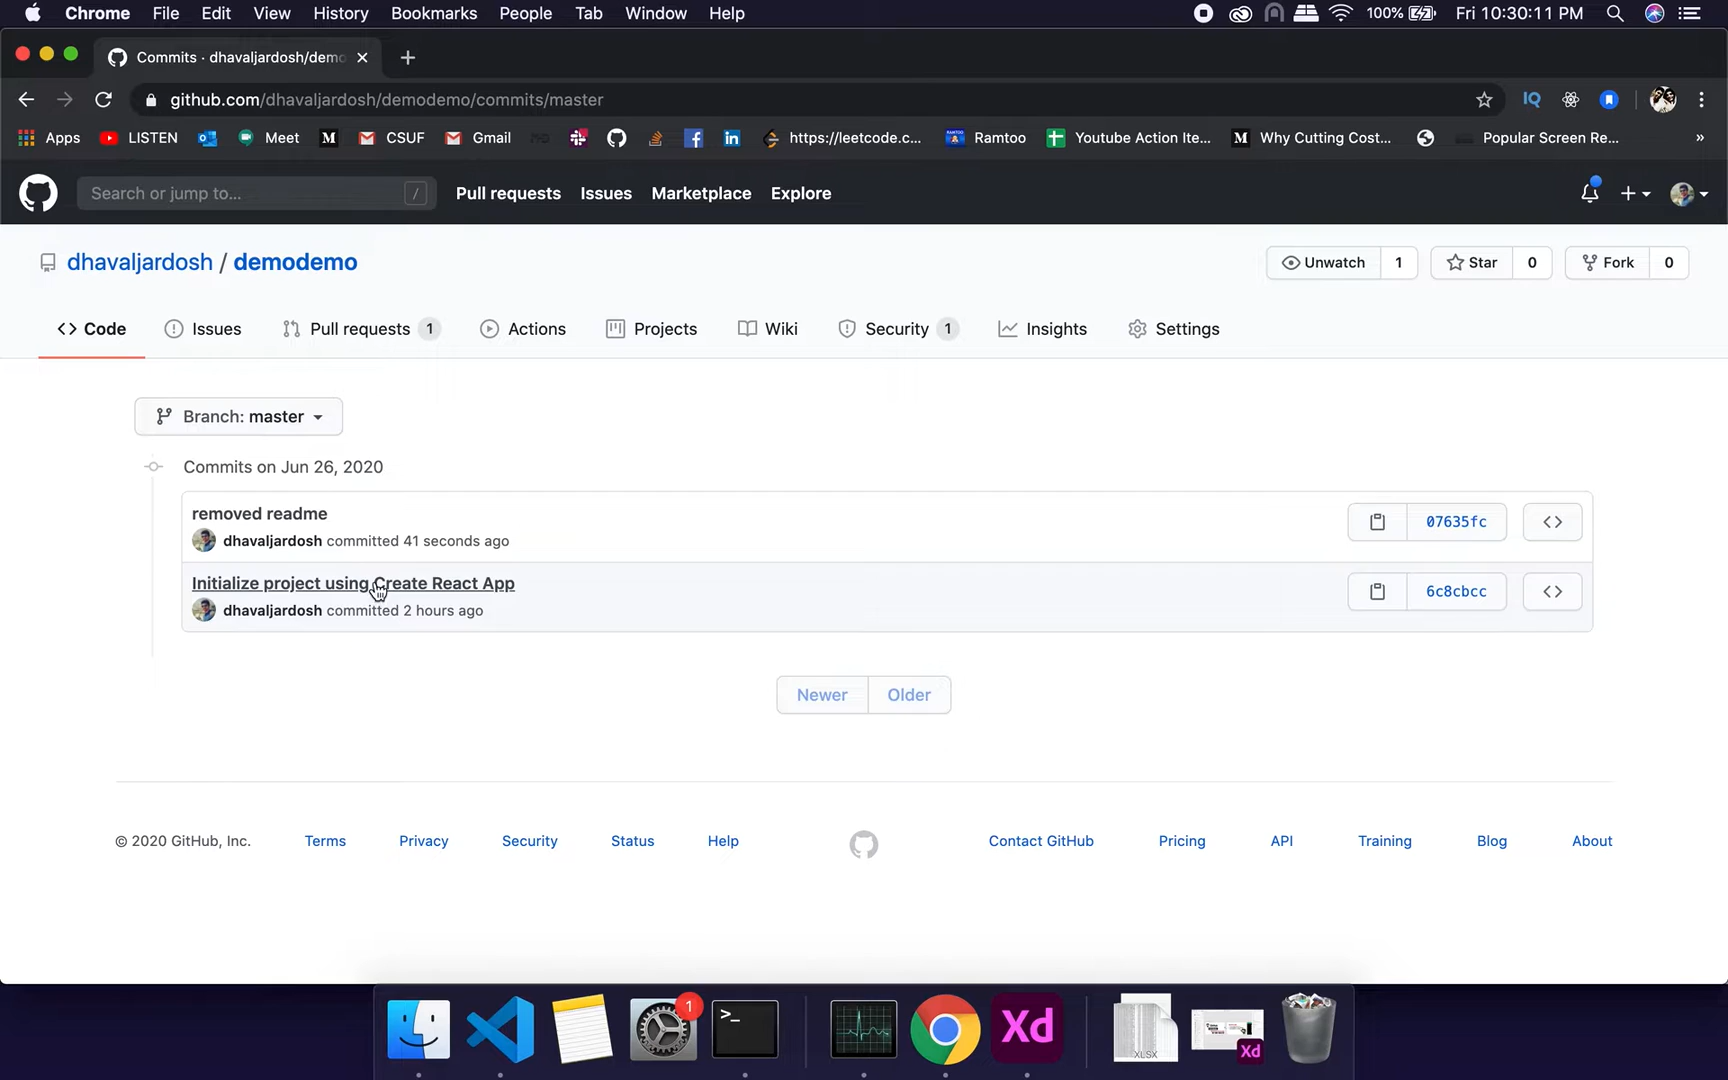 Chrome File Edit View History Bookmarks People Tab Window Help 100% Fri 10:30:11 PM
Commits · dhavaljardosh/demo
github.com/dhavaljardosh/demodemo/commits/master IQ
Apps LISTEN Meet M CSUF Gmail https://leetcode.c... Ramtoo Youtube Action Ite... M Why Cutting Cost... Popular Screen Re... »
Search or jump to... / Pull requests Issues Marketplace Explore
dhavaljardosh / demodemo Unwatch 1 Star 0 Fork 0
<> Code Issues Pull requests 1 Actions Projects Wiki Security 1 Insights Settings
Branch: master
Commits on Jun 26, 2020
removed readme
07635fc <>
dhavaljardosh committed 41 seconds ago
Initialize project using Create React App
6c8cbcc <>
dhavaljardosh committed 2 hours ago
Newer Older
© 2020 GitHub, Inc. Terms Privacy Security Status Help Contact GitHub Pricing API Training Blog About
1
>_
Xd
XLSX
Xd